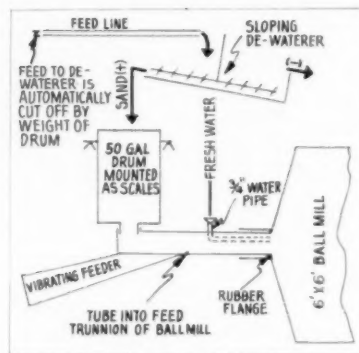 FEED LINE
SLOPING
DE-WATERER
FEED TO DE-
WATERER IS
AUTOMATICALLY
CUT OFF BY
WEIGHT OF
DRUM
SAND(+)
(-)
50 GAL
DRUM
MOUNTED
AS SCALES
FRESH WATER
3/4" WATER
PIPE
6'X6' BALL MILL
VIBRATING FEEDER
TUBE INTO FEED
TRUNNION OF BALL MILL
RUBBER
FLANGE